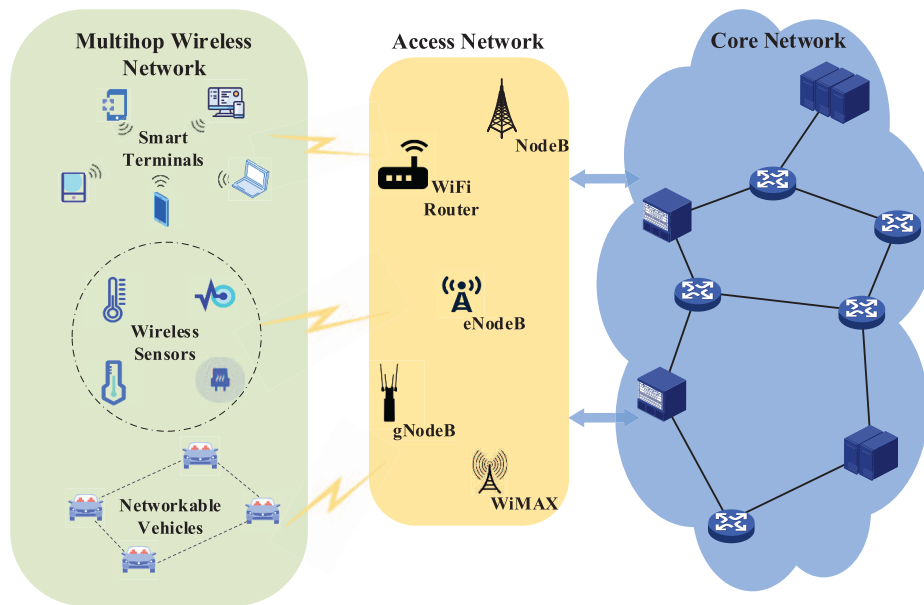 Multihop Wireless
Network
Smart
Terminals
Wireless
Sensors
Networkable
Vehicles
Access Network
NodeB
WiFi
Router
eNodeB
gNodeB
WiMAX
Core Network